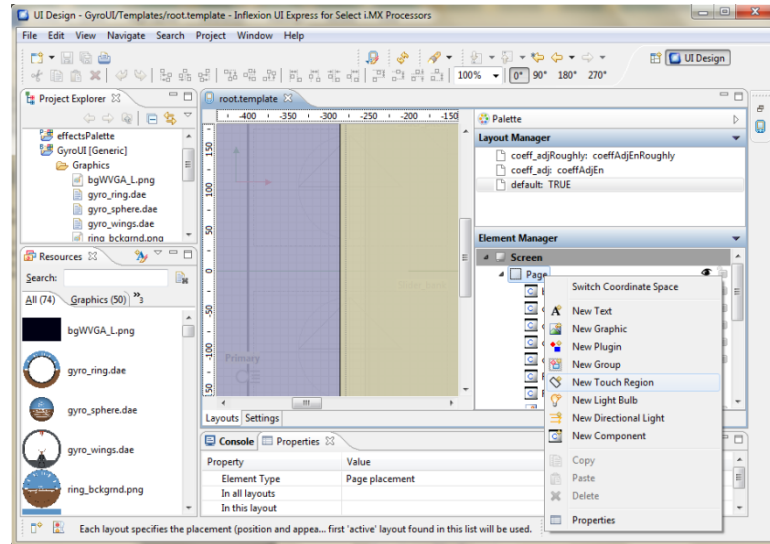 UI Design - GyroUI/Templates/root.template - Inflexion UI Express for Select i.MX Processors
File Edit View Navigate Search Project Window Help
UI Design
100% 0° 90° 180° 270°
Project Explorer
effectsPalette
GyroUI [Generic]
Graphics
bgWVGA_L.png
gyro_ring.dae
gyro_sphere.dae
gyro_wings.dae
ring_bckgrnd.png
Resources
Search:
All (74) Graphics (50) »3
bgWVGA_L.png
gyro_ring.dae
gyro_sphere.dae
gyro_wings.dae
ring_bckgrnd.png
root.template
-400 -350 -300 -250 -200 -150
150
100
50
0
-50
-100
Primary
Layouts Settings
Palette
Layout Manager
coeff_adjRoughly: coeffAdjEnRoughly
coeff_adj: coeffAdjEn
default: TRUE
Element Manager
Screen
Page
Switch Coordinate Space
New Text
New Graphic
New Plugin
New Group
New Touch Region
New Light Bulb
New Directional Light
New Component
Copy
Paste
Delete
Properties
Console Properties
Property Value
Element Type Page placement
In all layouts
In this layout
Each layout specifies the placement (position and appea... first 'active' layout found in this list will be used.